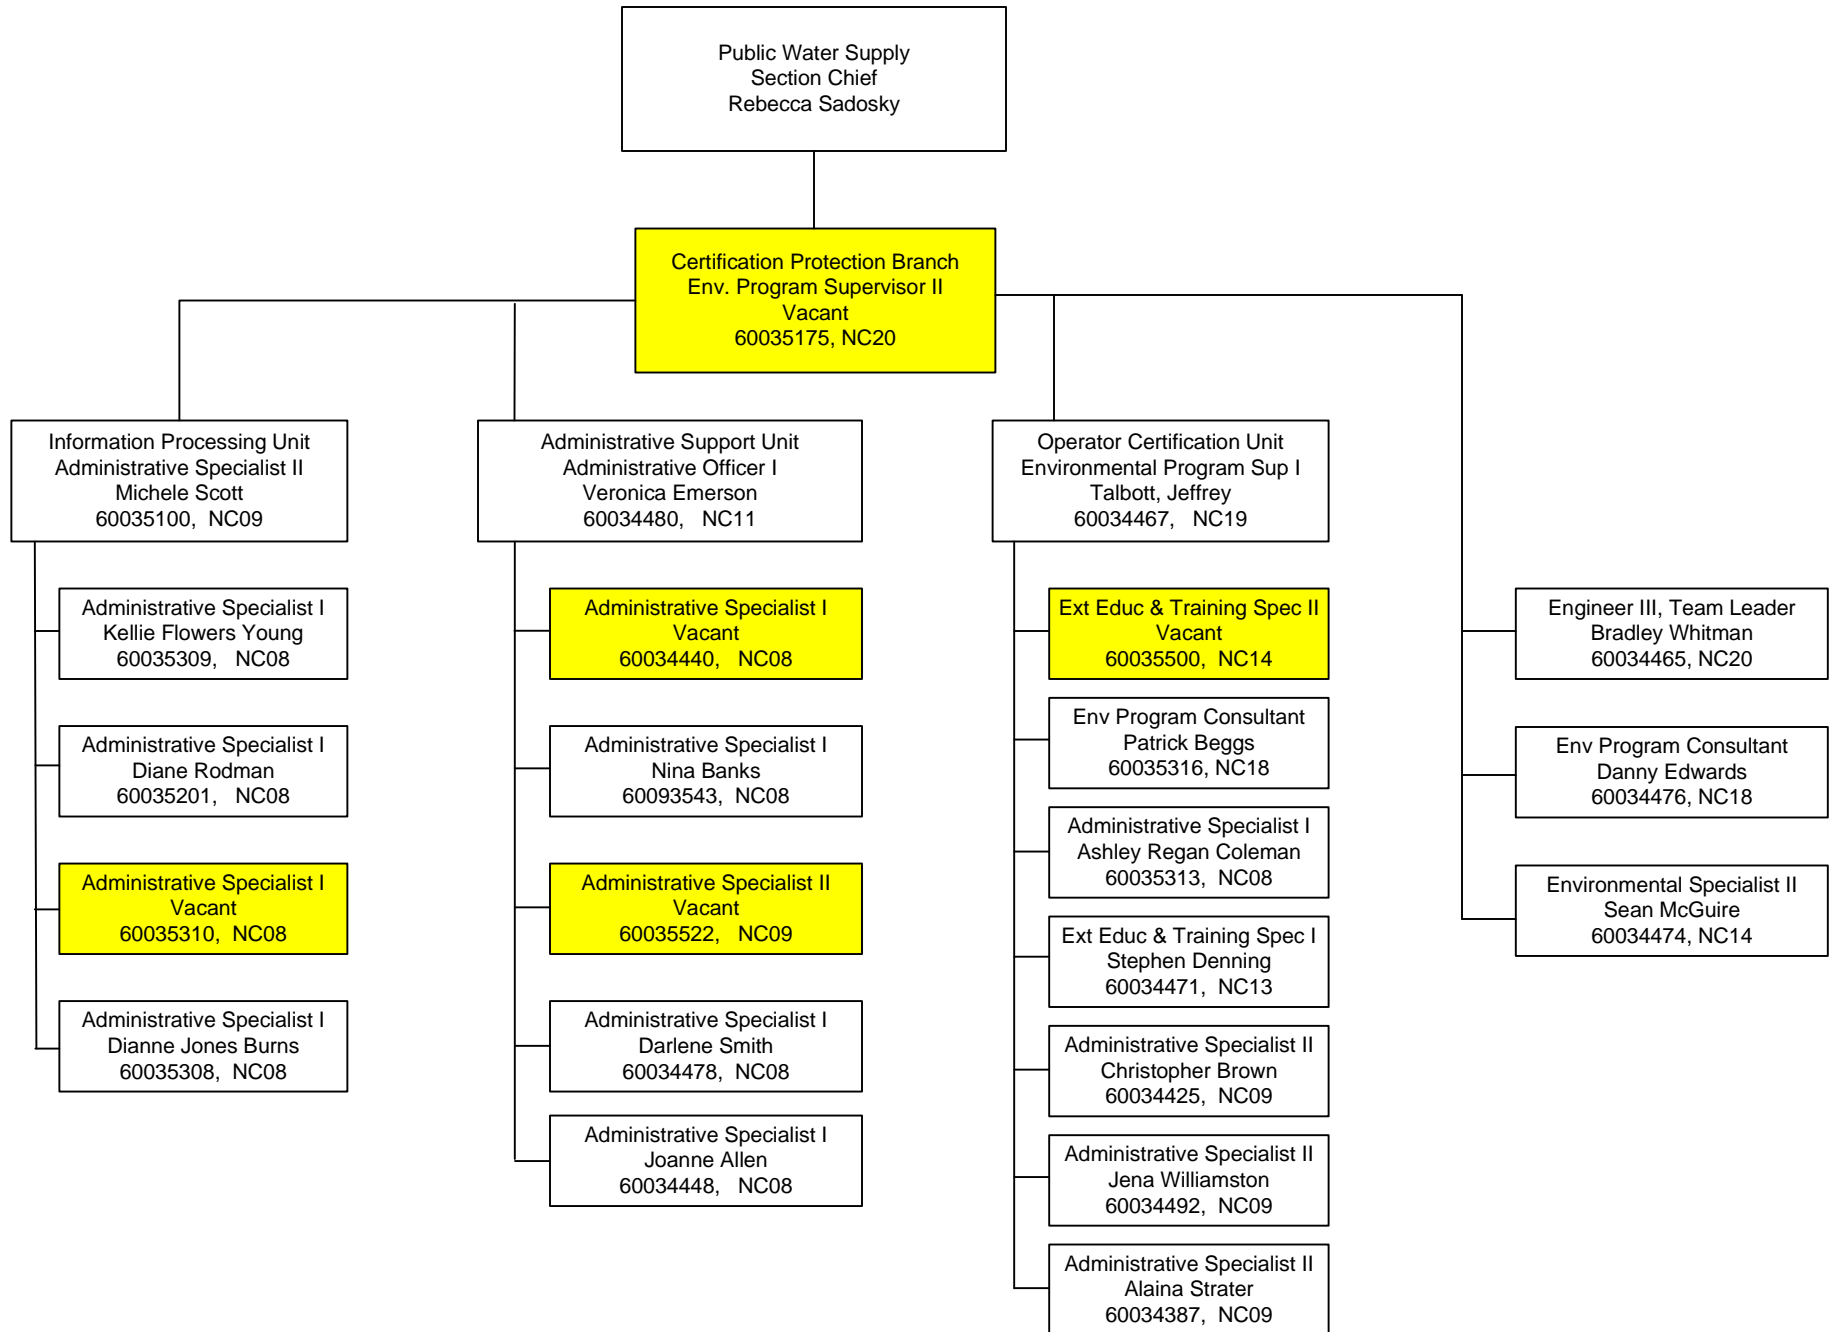 Public Water Supply
Section Chief
Rebecca Sadosky
Certification Protection Branch
Env. Program Supervisor II
Vacant
60035175, NC20
Information Processing Unit
Administrative Specialist II
Michele Scott
60035100, NC09
Administrative Specialist I
Kellie Flowers Young
60035309, NC08
Administrative Specialist I
Diane Rodman
60035201, NC08
Administrative Specialist I
Vacant
60035310, NC08
Administrative Specialist I
Dianne Jones Burns
60035308, NC08
Administrative Support Unit
Administrative Officer I
Veronica Emerson
60034480, NC11
Administrative Specialist I
Vacant
60034440, NC08
Administrative Specialist I
Nina Banks
60093543, NC08
Administrative Specialist II
Vacant
60035522, NC09
Administrative Specialist I
Darlene Smith
60034478, NC08
Administrative Specialist I
Joanne Allen
60034448, NC08
Operator Certification Unit
Environmental Program Sup I
Talbott, Jeffrey
60034467, NC19
Ext Educ & Training Spec II
Vacant
60035500, NC14
Env Program Consultant
Patrick Beggs
60035316, NC18
Administrative Specialist I
Ashley Regan Coleman
60035313, NC08
Ext Educ & Training Spec I
Stephen Denning
60034471, NC13
Administrative Specialist II
Christopher Brown
60034425, NC09
Administrative Specialist II
Jena Williamston
60034492, NC09
Administrative Specialist II
Alaina Strater
60034387, NC09
Engineer III, Team Leader
Bradley Whitman
60034465, NC20
Env Program Consultant
Danny Edwards
60034476, NC18
Environmental Specialist II
Sean McGuire
60034474, NC14